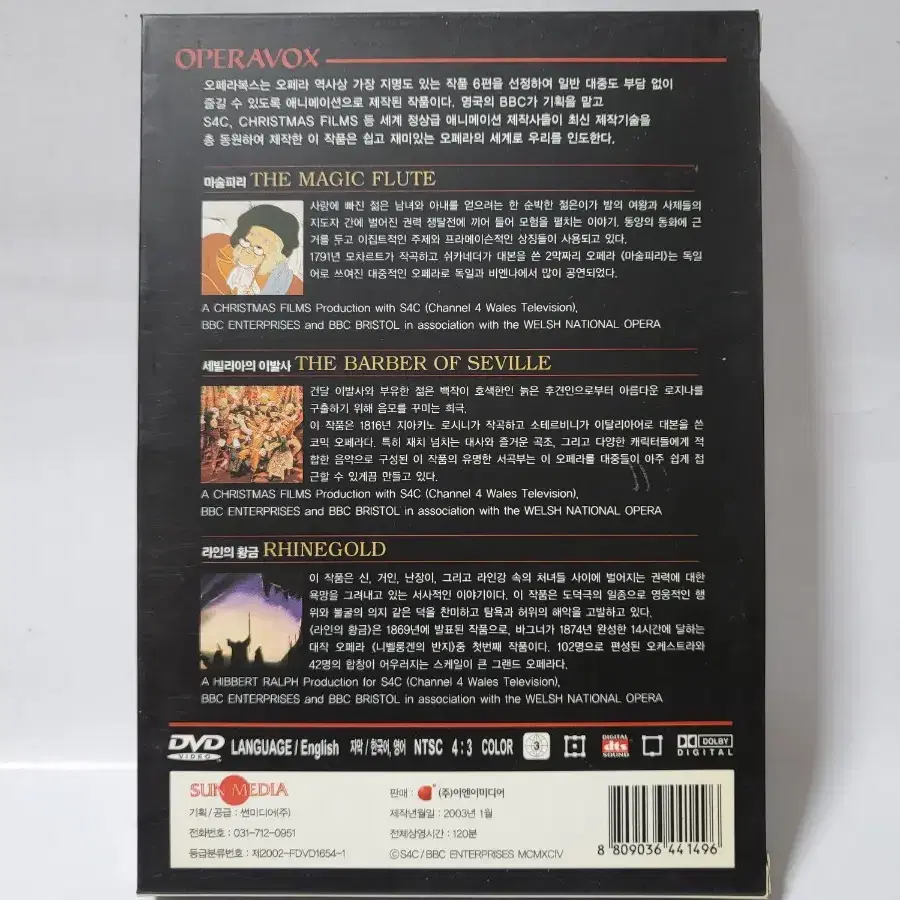 OPERAVOX
오페라복스는 오페라 역사상 가장 지명도 있는 작품 6편을 선정하여 일반 대중도 부담 없이
즐길 수 있도록 애니메이션으로 제작된 작품이다. 영국의 BBC가 기획을 맡고
S4C, CHRISTMAS FILMS 등 세계 정상급 애니메이션 제작사들이 최신 제작기술을
총 동원하여 제작한 이 작품은 쉽고 재미있는 오페라의 세계로 우리를 인도한다.
마술피리 THE MAGIC FLUTE
사랑에 빠진 젊은 남녀와 아내를 얻으려는 한 순박한 젊은이가 밤의 여왕과 사제들의
지도자 간에 벌어진 권력 쟁탈전에 끼어 들어 모험을 펼치는 이야기. 동양의 동화에 근
거를 두고 이집트적인 주제와 프라메이슨적인 상징들이 사용되고 있다.
1791년 모차르트가 작곡하고 쉬카네더가 대본을 쓴 2막짜리 오페라 《마술피리》는 독일
어로 쓰여진 대중적인 오페라로 독일과 비엔나에서 많이 공연되었다.
A CHRISTMAS FILMS Production with S4C (Channel 4 Wales Television),
BBC ENTERPRISES and BBC BRISTOL in association with the WELSH NATIONAL OPERA
세빌리아의 이발사 THE BARBER OF SEVILLE
건달 이발사와 부유한 젊은 백작이 호색한인 늙은 후견인으로부터 아름다운 로지나를
구출하기 위해 음모를 꾸미는 희극.
이 작품은 1816년 지아키노 로시니가 작곡하고 소테르비니가 이탈리아어로 대본을 쓴
코믹 오페라다. 특히 재치 넘치는 대사와 즐거운 곡조, 그리고 다양한 캐릭터들에게 적
합한 음악으로 구성된 이 작품의 유명한 서곡부는 이 오페라를 대중들이 아주 쉽게 접
근할 수 있게끔 만들고 있다.
A CHRISTMAS FILMS Production with S4C (Channel 4 Wales Television),
BBC ENTERPRISES and BBC BRISTOL in association with the WELSH NATIONAL OPERA
라인의 황금 RHINEGOLD
이 작품은 신, 거인, 난장이, 그리고 라인강 속의 처녀들 사이에 벌어지는 권력에 대한
욕망을 그려내고 있는 서사적인 이야기이다. 이 작품은 도덕극의 일종으로 영웅적인 행
위와 불굴의 의지 같은 덕을 찬미하고 탐욕과 허위의 해악을 고발하고 있다.
《라인의 황금》은 1869년에 발표된 작품으로, 바그너가 1874년 완성한 14시간에 달하는
대작 오페라 《니벨룽겐의 반지》중 첫번째 작품이다. 102명으로 편성된 오케스트라와
42명의 합창이 어우러지는 스케일이 큰 그랜드 오페라다.
A HIBBERT RALPH Production for S4C (Channel 4 Wales Television),
BBC ENTERPRISES and BBC BRISTOL in association with the WELSH NATIONAL OPERA
DVD VIDEO LANGUAGE / English 자막 / 한국어, 영어 NTSC 4 : 3 COLOR 3 DIGITAL dts SOUND DOLBY DIGITAL
SUN MEDIA
기획 / 공급 : 썬미디어(주)
전화번호 : 031-712-0951
등급분류번호 : 제2002-FDVD1654-1
판매 : (주)이엔이미디어
제작년월일 : 2003년 1월
전체상영시간 : 120분
ⓒS4C / BBC ENTERPRISES MCMXCIV
8 809036 441496